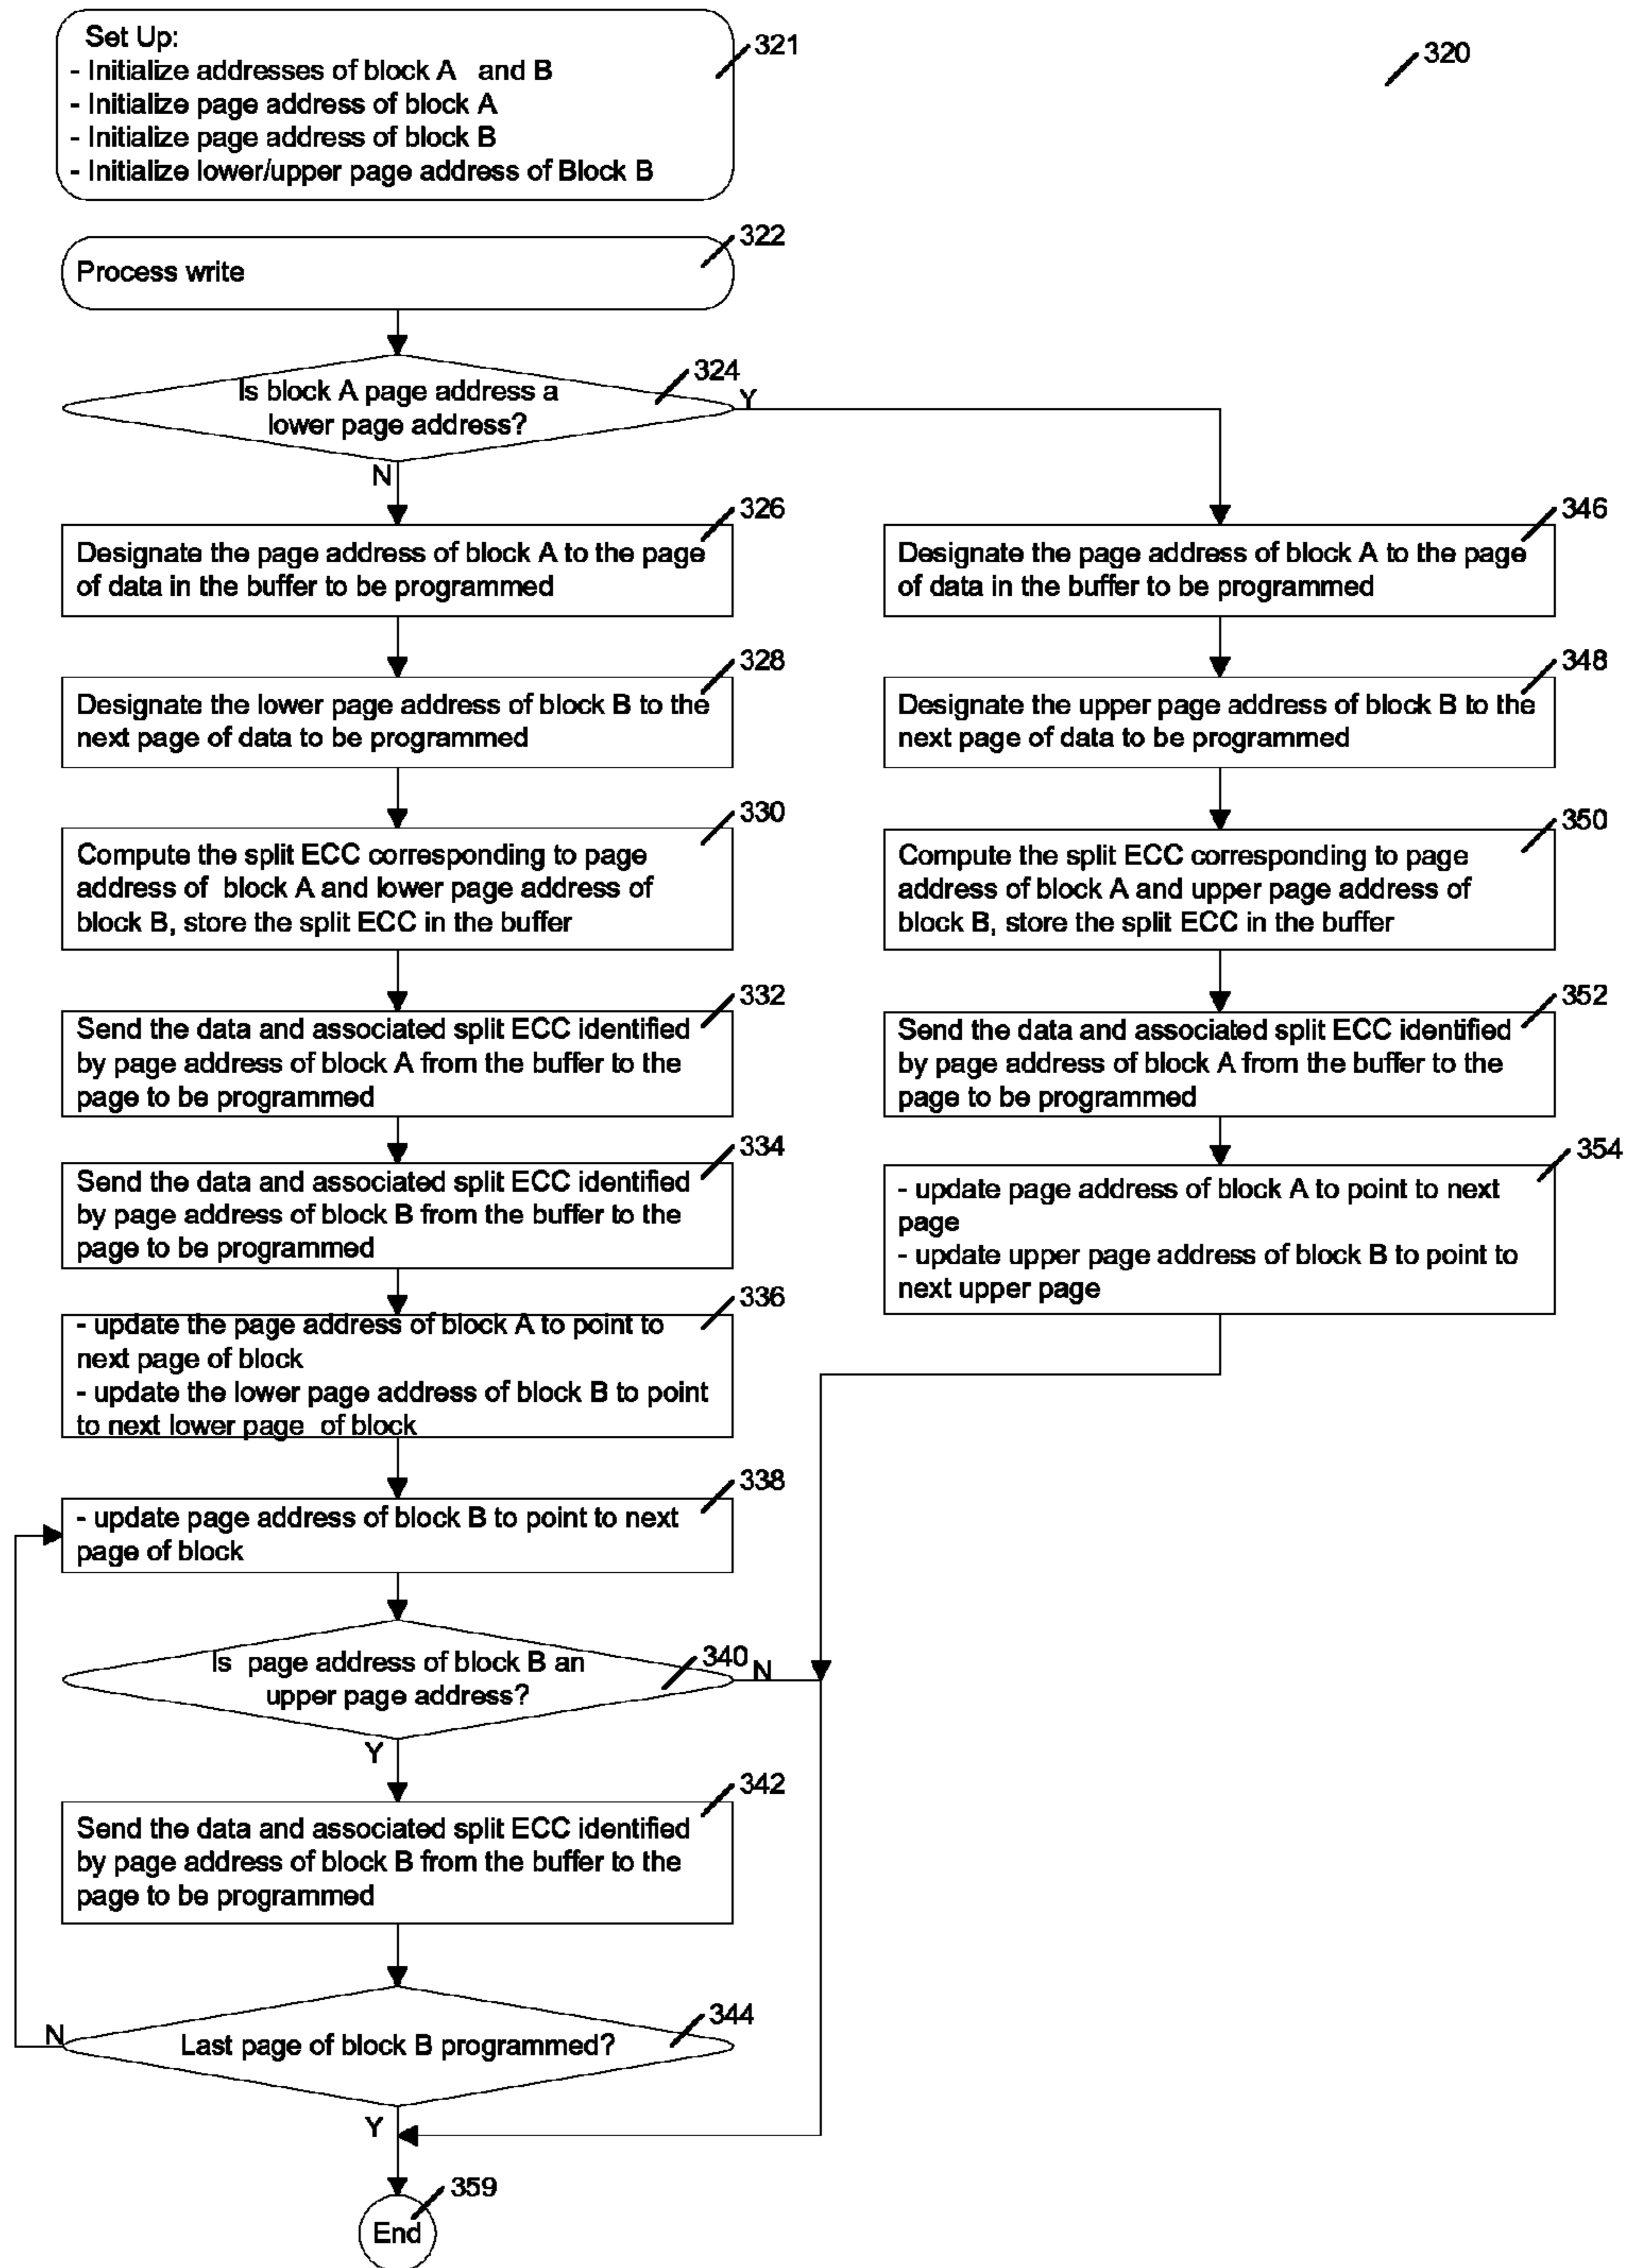 Set Up:
- Initialize addresses of block A and B
- Initialize page address of block A
- Initialize page address of block B
- Initialize lower/upper page address of Block B
321
320
322
Process write
324
Is block A page address a
lower page address?
Y
N
326
Designate the page address of block A to the page
of data in the buffer to be programmed
346
Designate the page address of block A to the page
of data in the buffer to be programmed
328
Designate the lower page address of block B to the
next page of data to be programmed
348
Designate the upper page address of block B to the
next page of data to be programmed
330
Compute the split ECC corresponding to page
address of block A and lower page address of
block B, store the split ECC in the buffer
350
Compute the split ECC corresponding to page
address of block A and upper page address of
block B, store the split ECC in the buffer
332
Send the data and associated split ECC identified
by page address of block A from the buffer to the
page to be programmed
352
Send the data and associated split ECC identified
by page address of block A from the buffer to the
page to be programmed
334
Send the data and associated split ECC identified
by page address of block B from the buffer to the
page to be programmed
354
- update page address of block A to point to next
page
- update upper page address of block B to point to
next upper page
336
- update the page address of block A to point to
next page of block
- update the lower page address of block B to point
to next lower page of block
338
- update page address of block B to point to next
page of block
340
Is page address of block B an
upper page address?
N
Y
342
Send the data and associated split ECC identified
by page address of block B from the buffer to the
page to be programmed
344
Last page of block B programmed?
N
Y
359
End